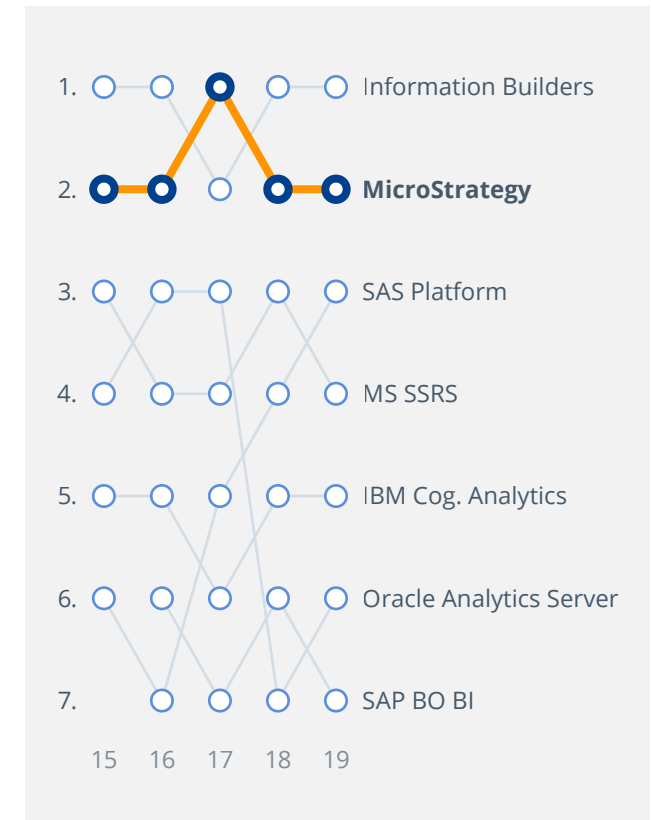 1. Information Builders
2. MicroStrategy
3. SAS Platform
4. MS SSRS
5. IBM Cog. Analytics
6. Oracle Analytics Server
7. SAP BO BI
15 16 17 18 19